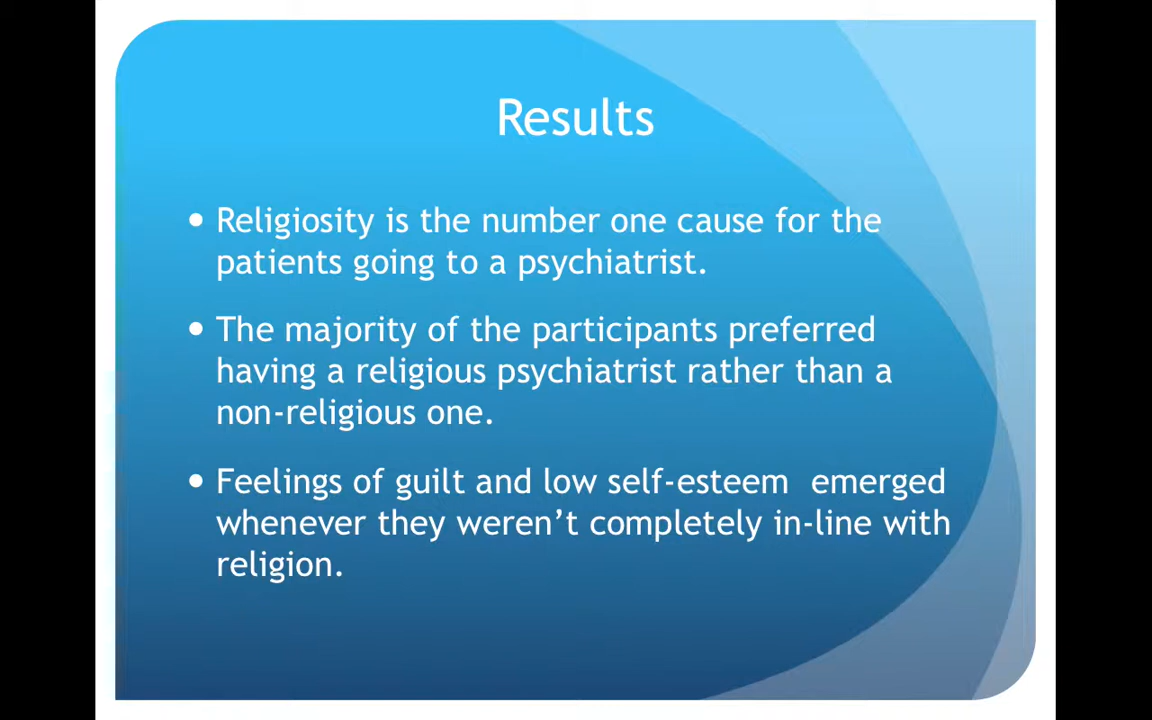 Results
• Religiosity is the number one cause for the
patients going to a psychiatrist.
• The majority of the participants preferred
having a religious psychiatrist rather than a
non-religious one.
• Feelings of guilt and low self-esteem  emerged
whenever they weren’t completely in-line with
religion.